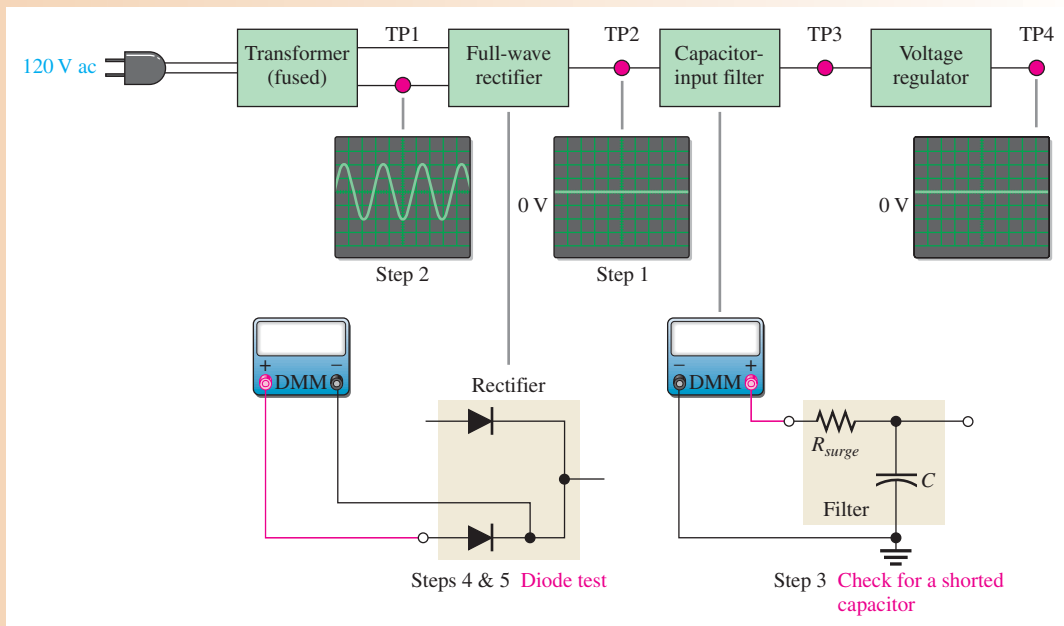 120 V ac
Transformer
(fused)
TP1
Full-wave
rectifier
TP2
Capacitor-
input filter
TP3
Voltage
regulator
TP4
0 V
0 V
Step 2
Step 1
+ −
DMM
− +
DMM
Rectifier
Rsurge
C
Filter
Steps 4 & 5 Diode test
Step 3 Check for a shorted
capacitor